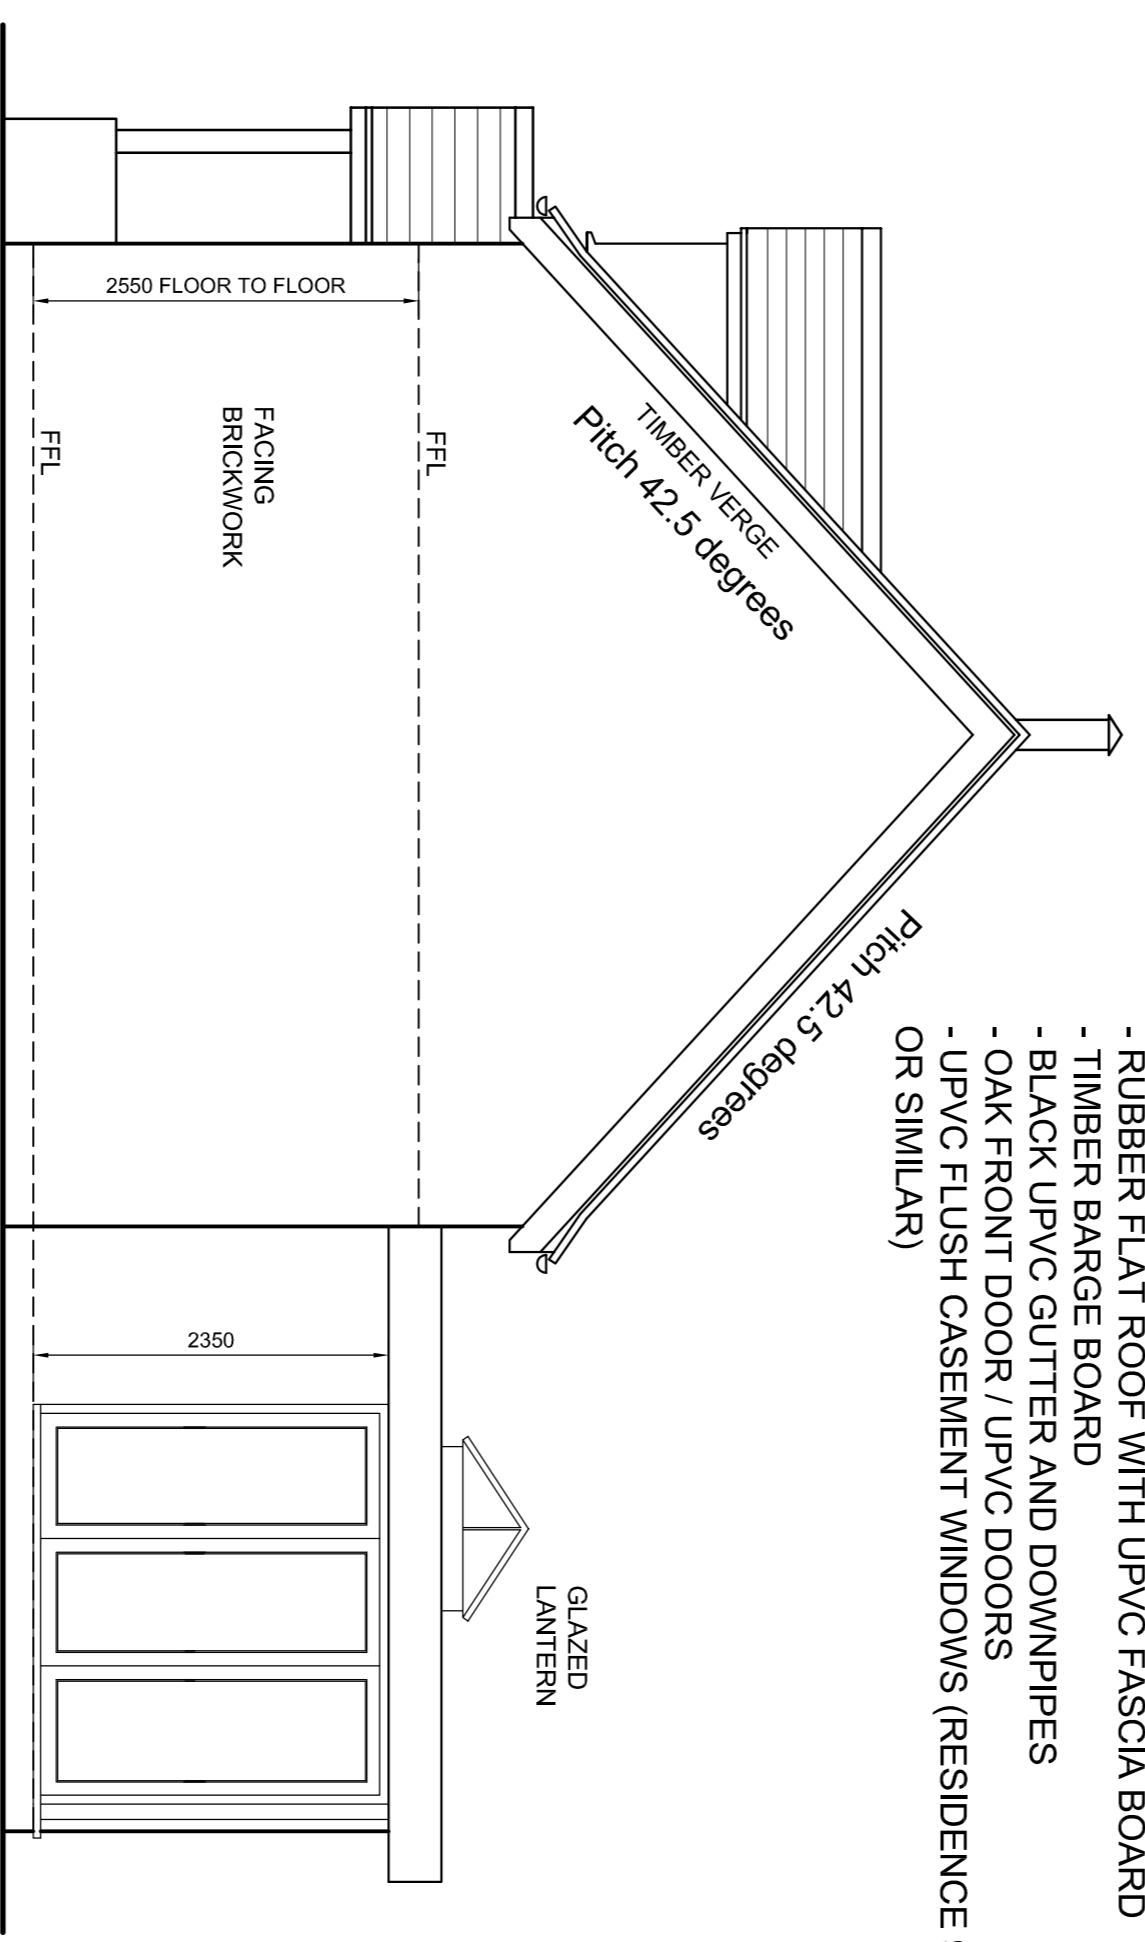 - RUBBER FLAT ROOF WITH UPVC FASCIA BOARD
- TIMBER BARGE BOARD
- BLACK UPVC GUTTER AND DOWNPIPES
- OAK FRONT DOOR / UPVC DOORS
- UPVC FLUSH CASEMENT WINDOWS (RESIDENCE
OR SIMILAR)
Pitch 42.5 degrees
TIMBER VERGE
Pitch 42.5 degrees
GLAZED
LANTERN
FFL
2550 FLOOR TO FLOOR
FACING
BRICKWORK
2350
FFL